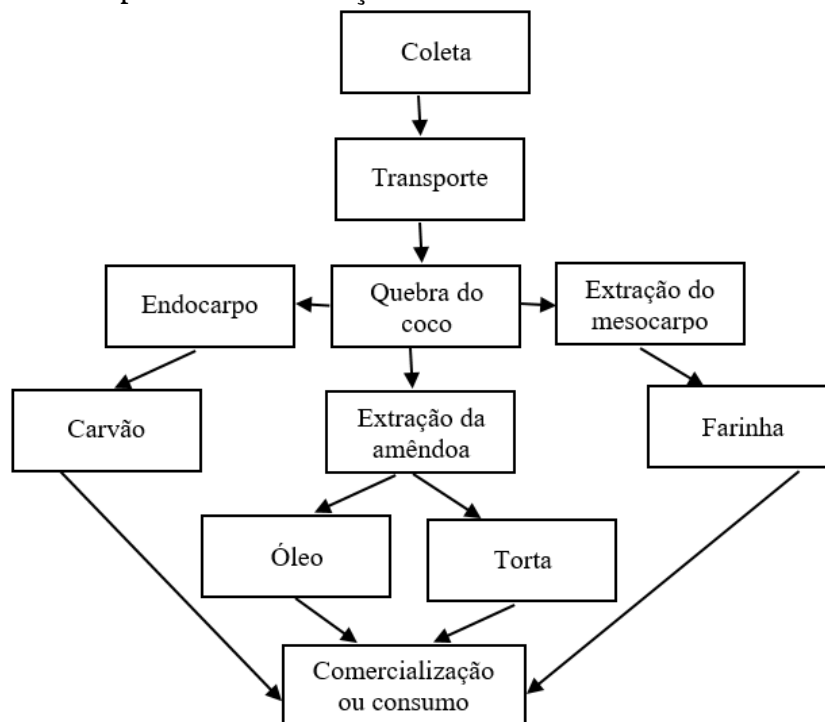 Coleta
Transporte
Endocarpo
Quebra do
coco
Extração do
mesocarpo
Carvão
Extração da
amêndoa
Farinha
Óleo
Torta
Comercialização
ou consumo